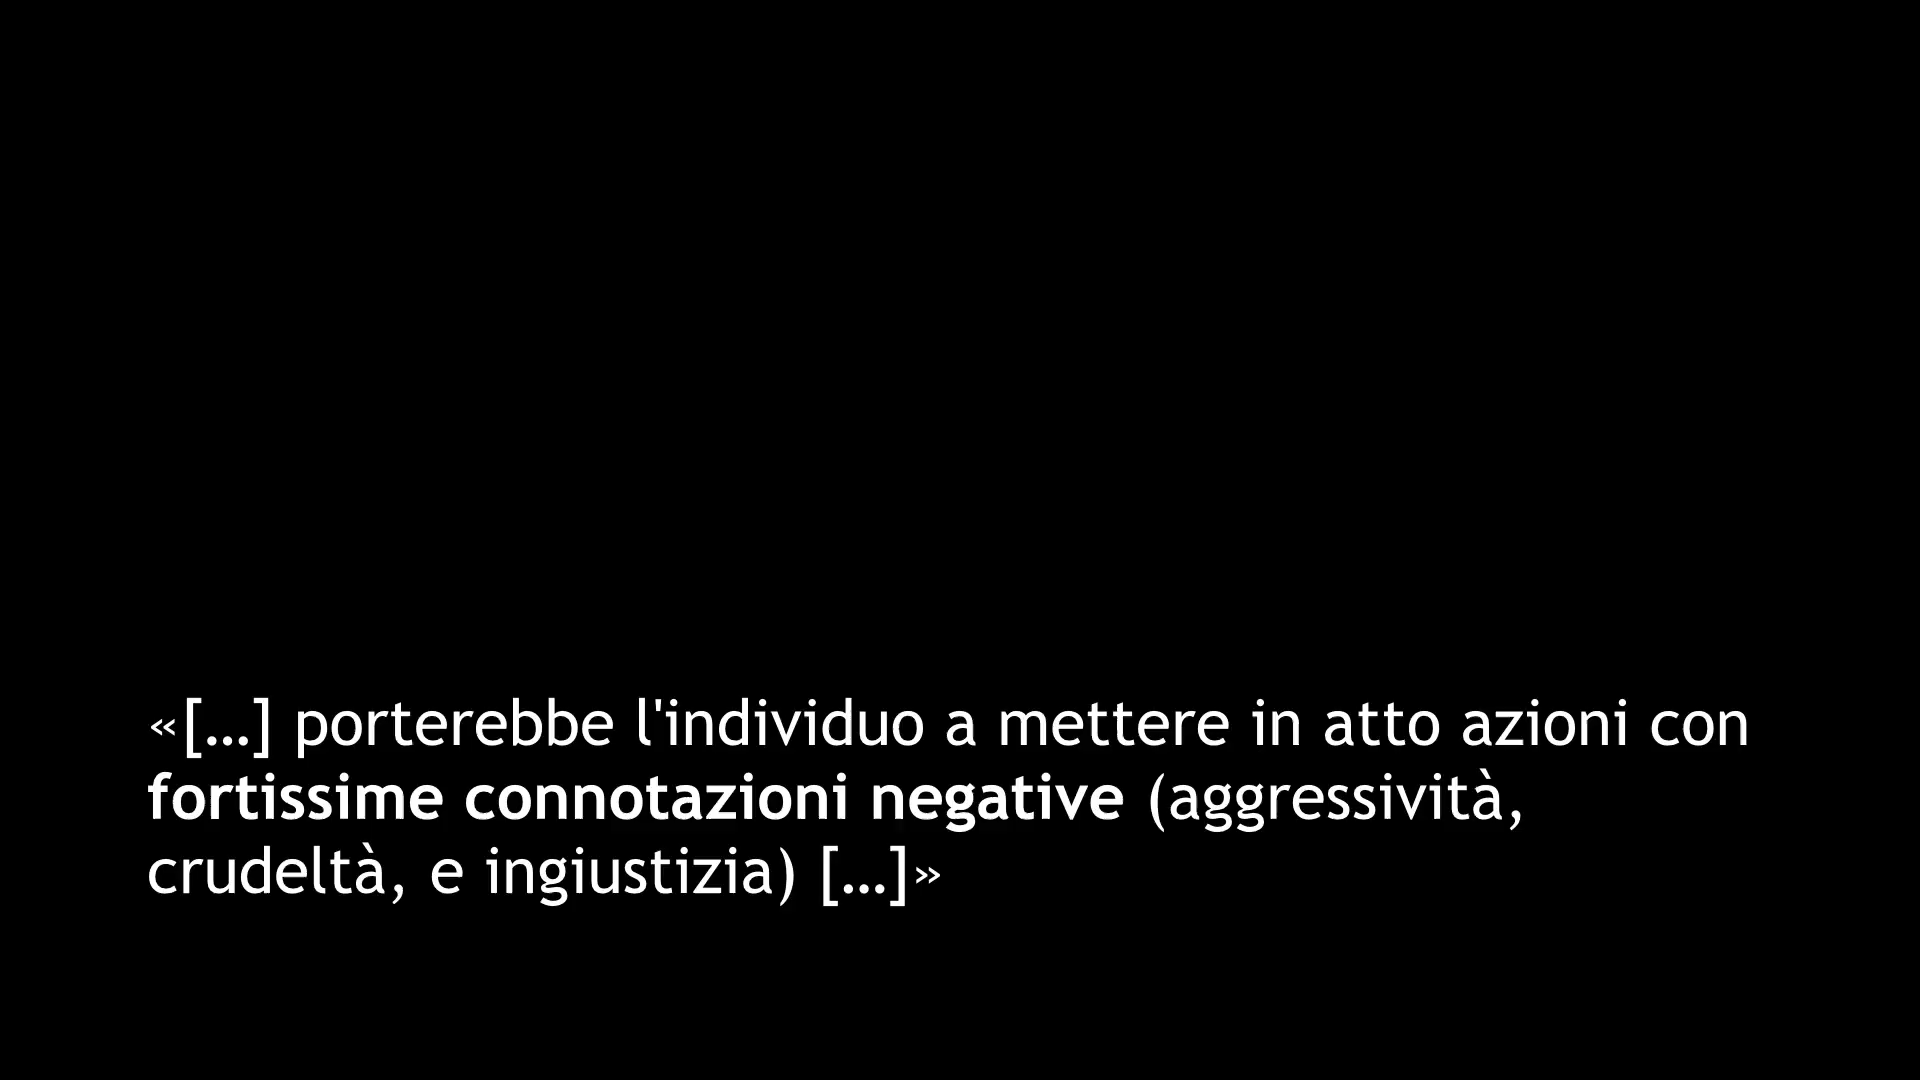 «[…] porterebbe l'individuo a mettere in atto azioni con
fortissime connotazioni negative (aggressività,
crudeltà, e ingiustizia) […]»